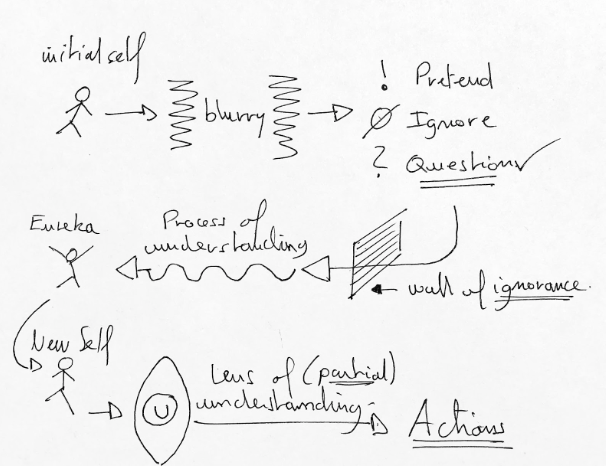 initial self
blurry
! Pretend
Ø Ignore
? Question ✓
Eureka
Process of
understanding
wall of ignorance.
New Self
U
Lens of (partial)
understanding.
Actions